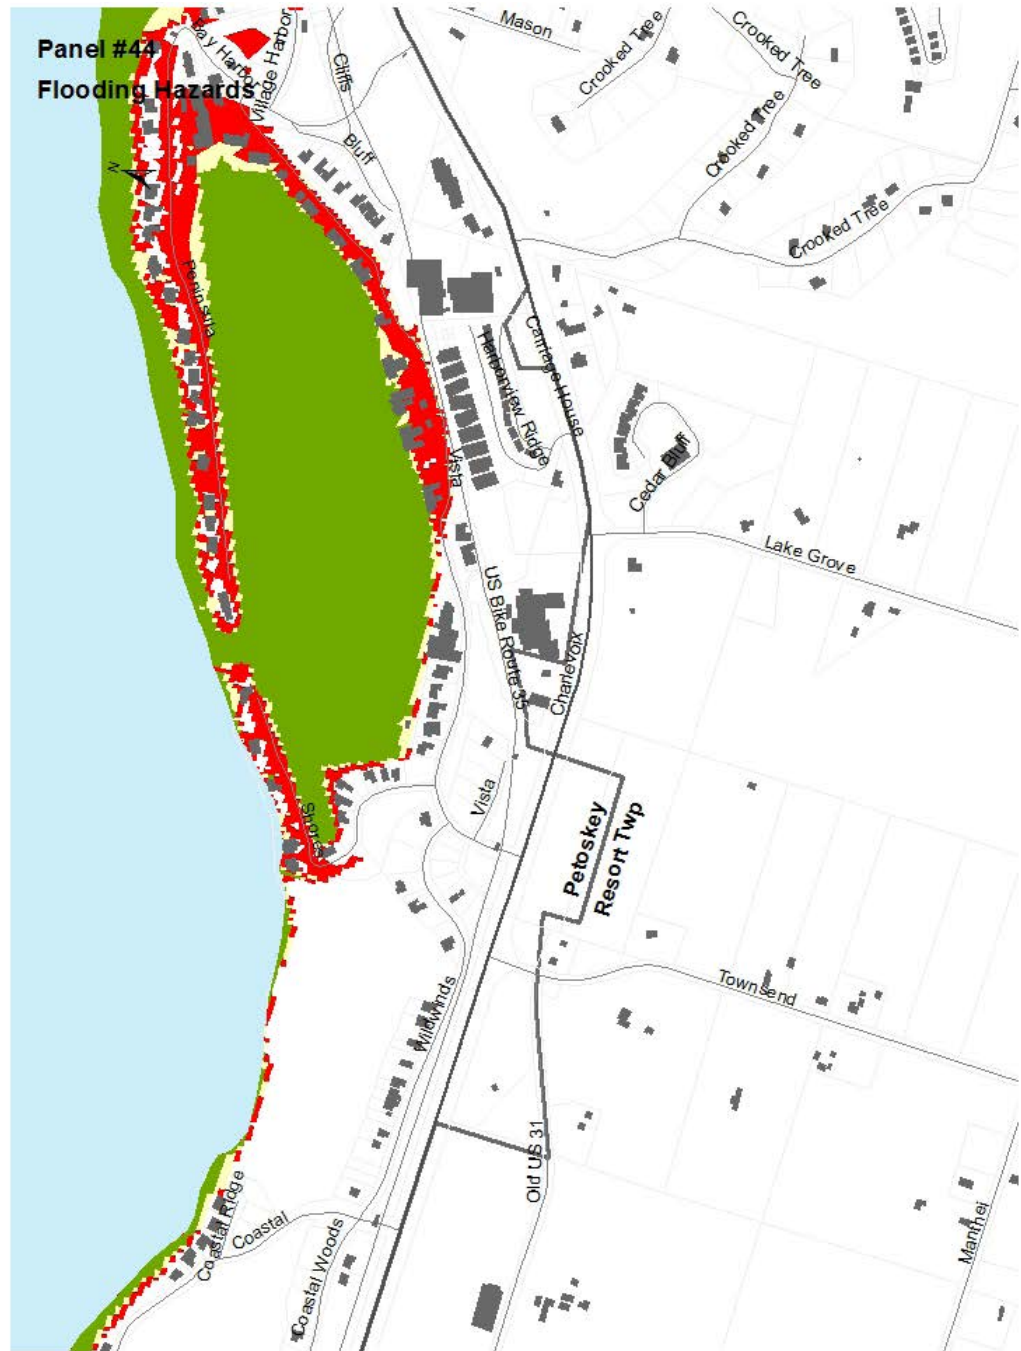 Panel #44
Flooding Hazards
Bay Harbor
Village Harbor
Cliffs
Mason
Crooked Tree
Crooked Tree
Crooked Tree
Crooked Tree
Bluff
N
Peninsula
Carriage House
Harborview Ridge
Vista
Cedar Bluff
Lake Grove
US Bike Route 35
Charlevoix
Vista
Shores
Petoskey
Resort Twp
Townsend
Wildwinds
Old US 31
Coastal Ridge
Coastal
Coastal Woods
Manthei